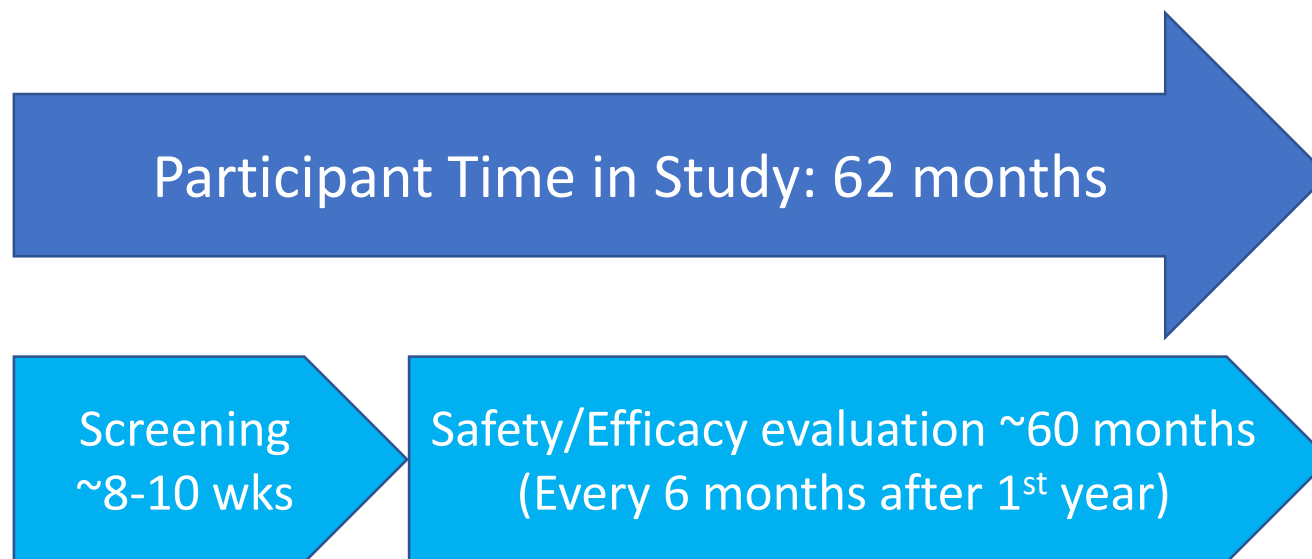 Participant Time in Study: 62 months
Screening
~8-10 wks
Safety/Efficacy evaluation ~60 months
(Every 6 months after 1st year)